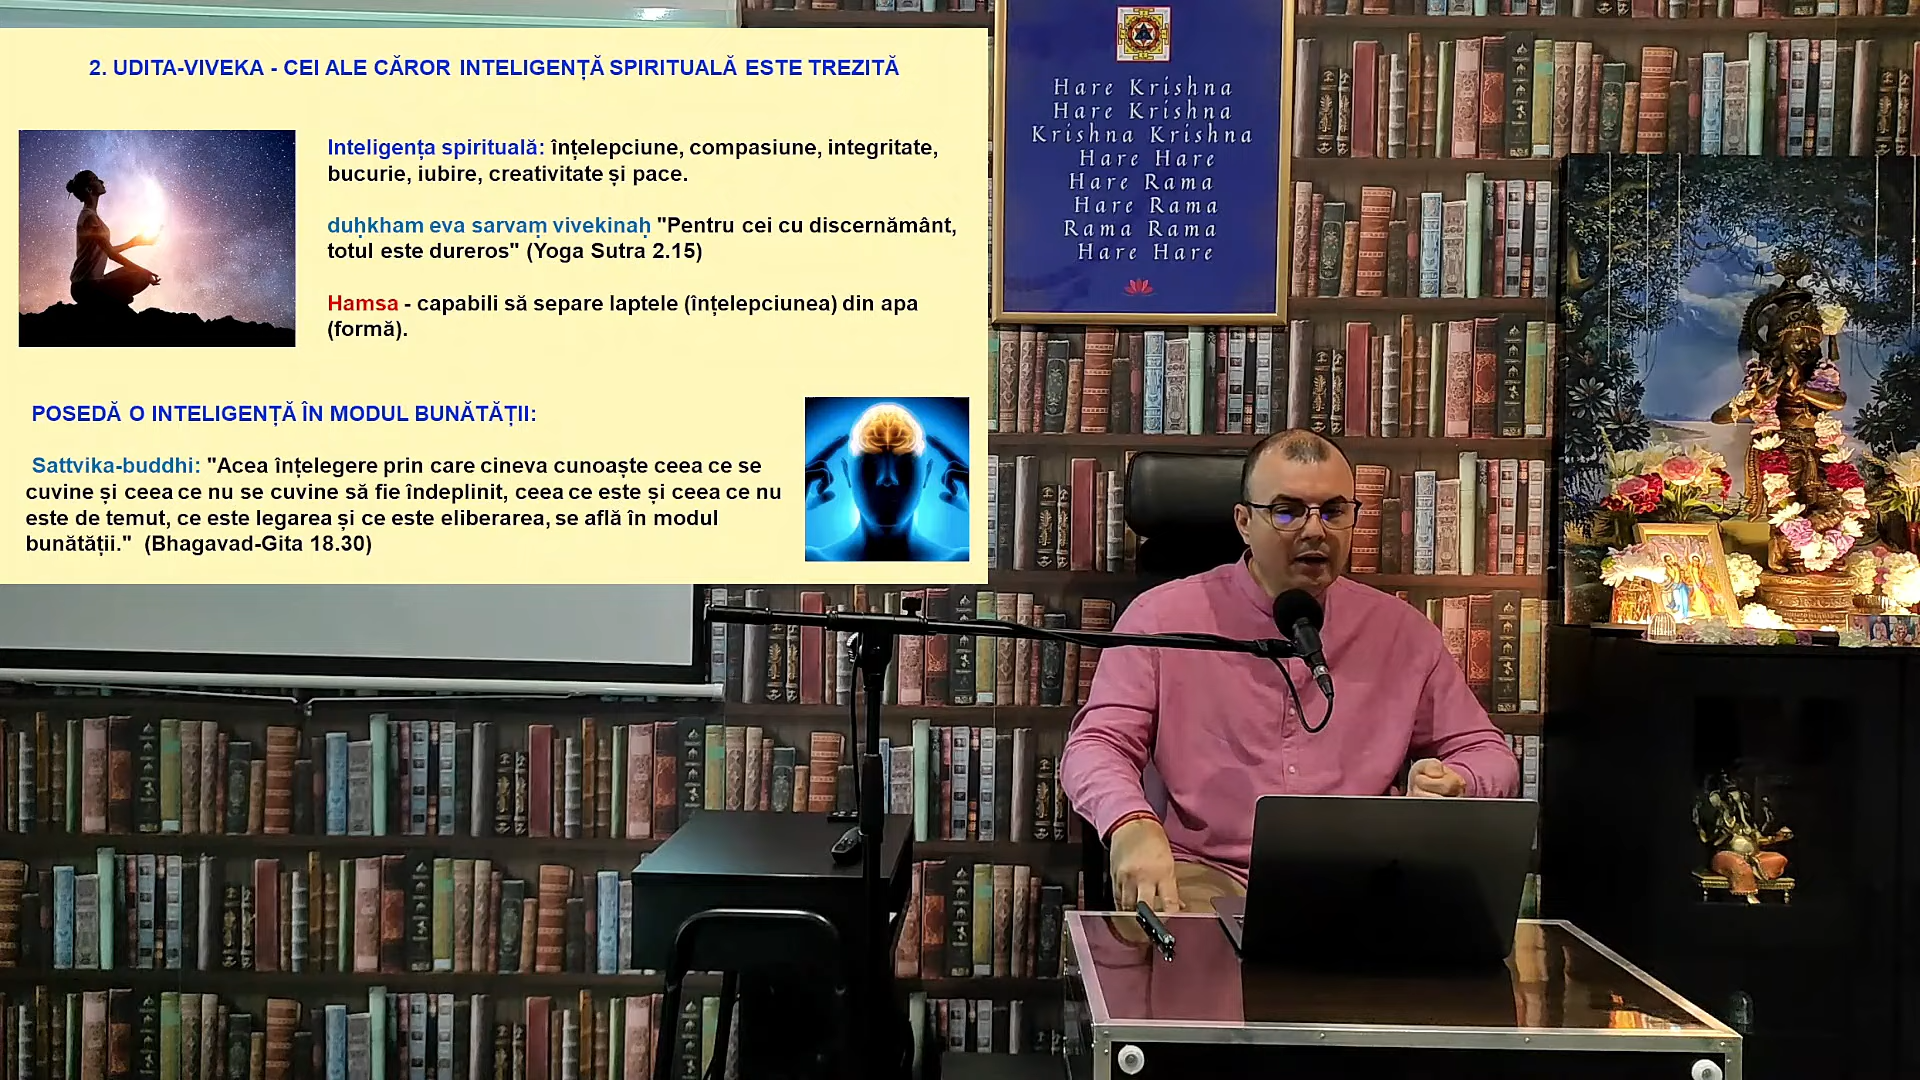 2. UDITA-VIVEKA - CEI ALE CĂROR INTELIGENȚĂ SPIRITUALĂ ESTE TREZITĂ
Inteligența spirituală: înțelepciune, compasiune, integritate,
bucurie, iubire, creativitate și pace.
duḥkham eva sarvaṃ vivekinaḥ "Pentru cei cu discernământ,
totul este dureros" (Yoga Sutra 2.15)
Hamsa - capabili să separe laptele (înțelepciunea) din apa
(formă).
POSEDĂ O INTELIGENȚĂ ÎN MODUL BUNĂTĂȚII:
Sattvika-buddhi: "Acea înțelegere prin care cineva cunoaște ceea ce se
cuvine și ceea ce nu se cuvine să fie îndeplinit, ceea ce este și ceea ce nu
este de temut, ce este legarea și ce este eliberarea, se află în modul
bunătății." (Bhagavad-Gita 18.30)
Hare Krishna
Hare Krishna
Krishna Krishna
Hare Hare
Hare Rama
Hare Rama
Rama Rama
Hare Hare